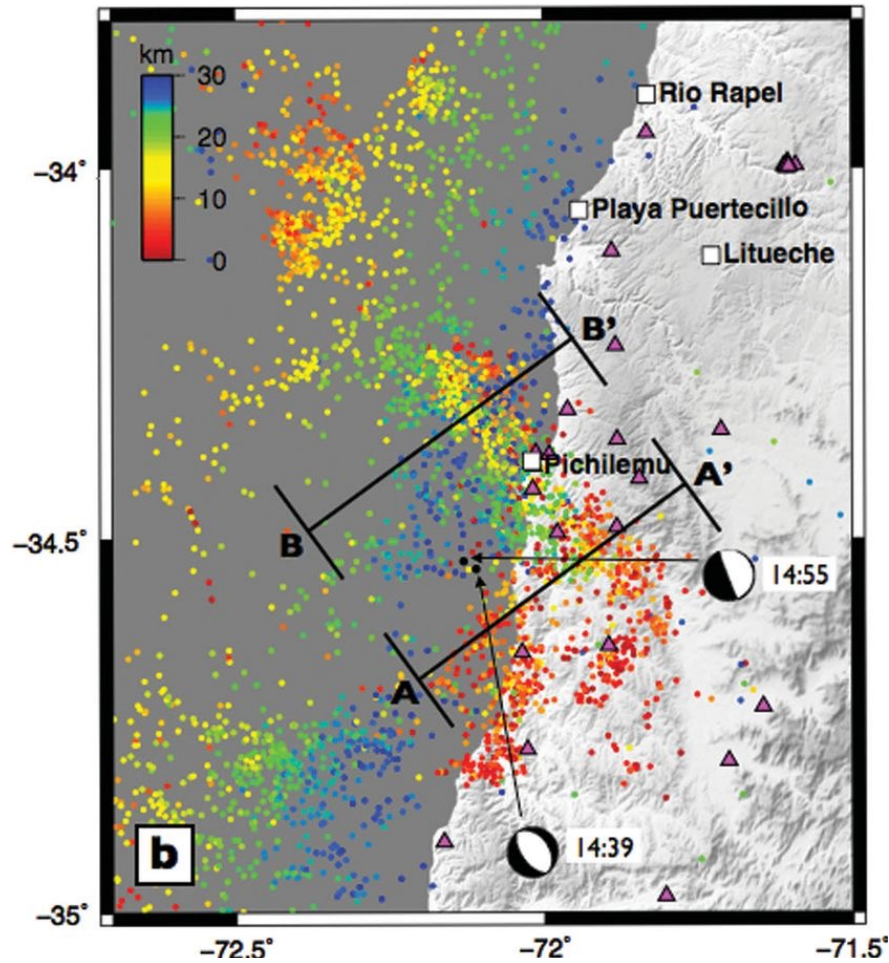 km
30
20
10
0
Rio Rapel
−34°
Playa Puertecillo
Litueche
B'
Pichilemu
A'
B
−34.5°
14:55
A
b
14:39
−35°
−72.5°
−72°
−71.5°